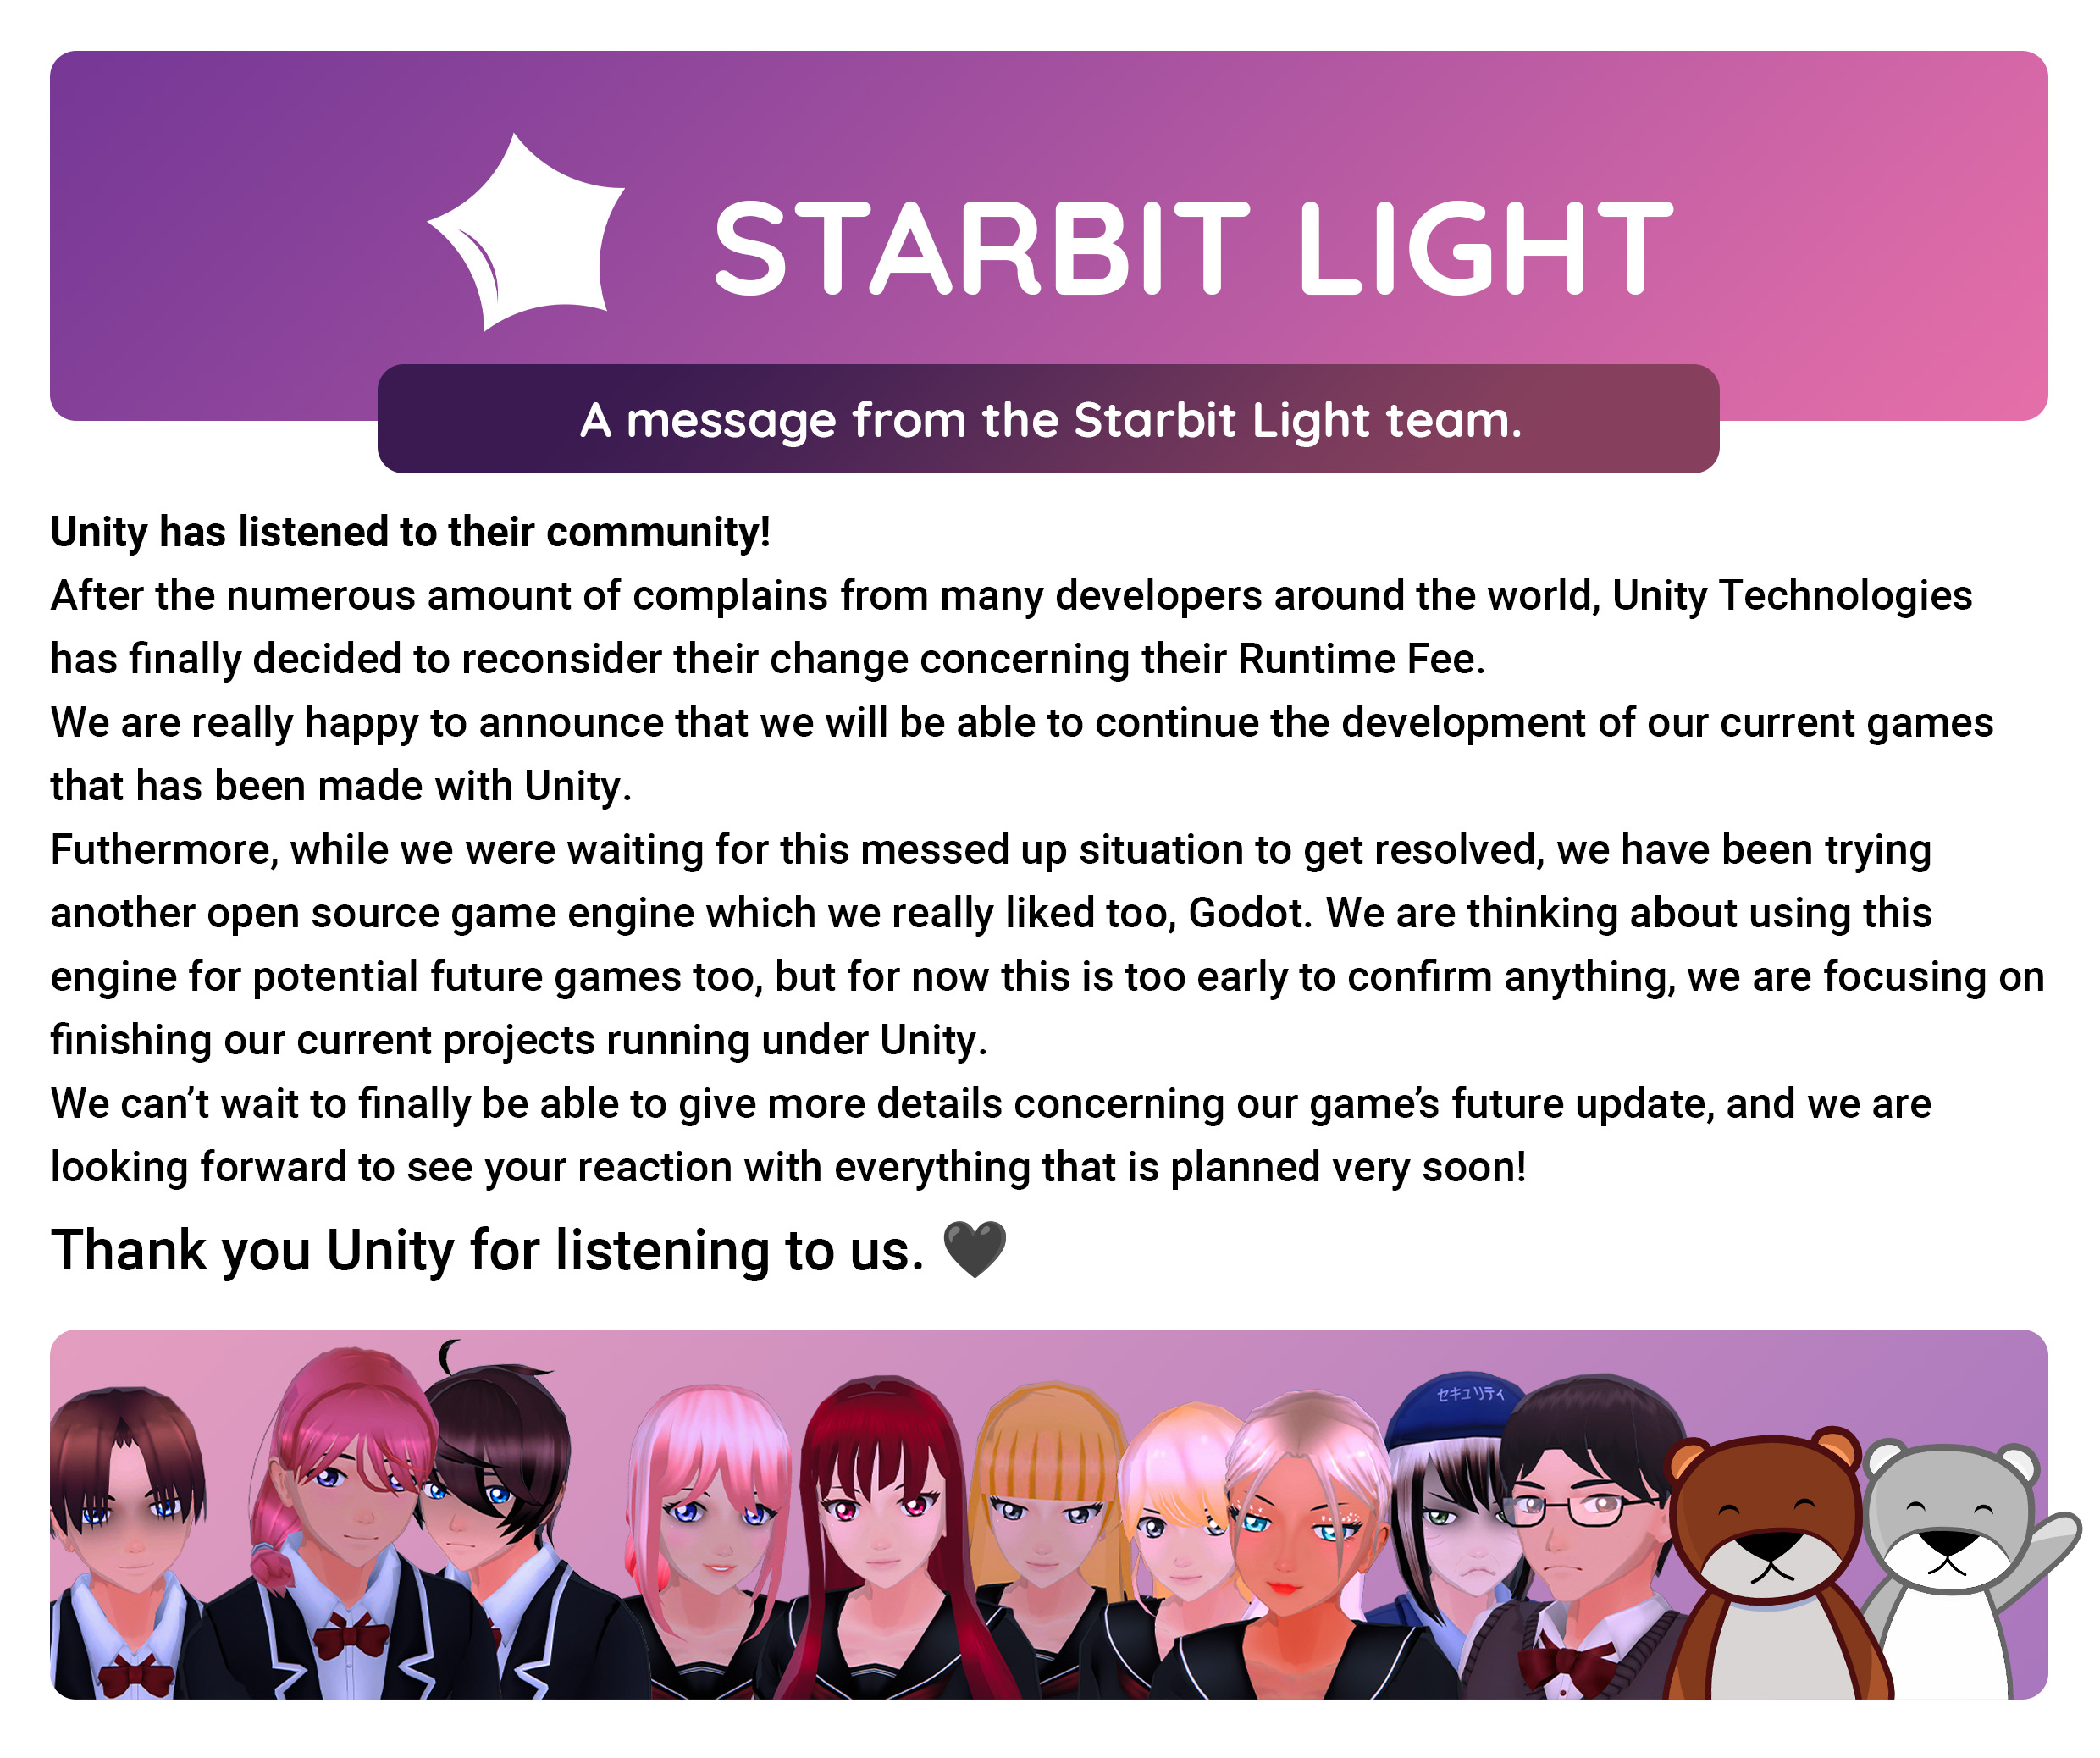 STARBIT LIGHT
A message from the Starbit Light team.
Unity has listened to their community!
After the numerous amount of complains from many developers around the world, Unity Technologies
has finally decided to reconsider their change concerning their Runtime Fee.
We are really happy to announce that we will be able to continue the development of our current games
that has been made with Unity.
Futhermore, while we were waiting for this messed up situation to get resolved, we have been trying
another open source game engine which we really liked too, Godot. We are thinking about using this
engine for potential future games too, but for now this is too early to confirm anything, we are focusing on
finishing our current projects running under Unity.
We can’t wait to finally be able to give more details concerning our game’s future update, and we are
looking forward to see your reaction with everything that is planned very soon!
Thank you Unity for listening to us. 🖤
セキュリティ